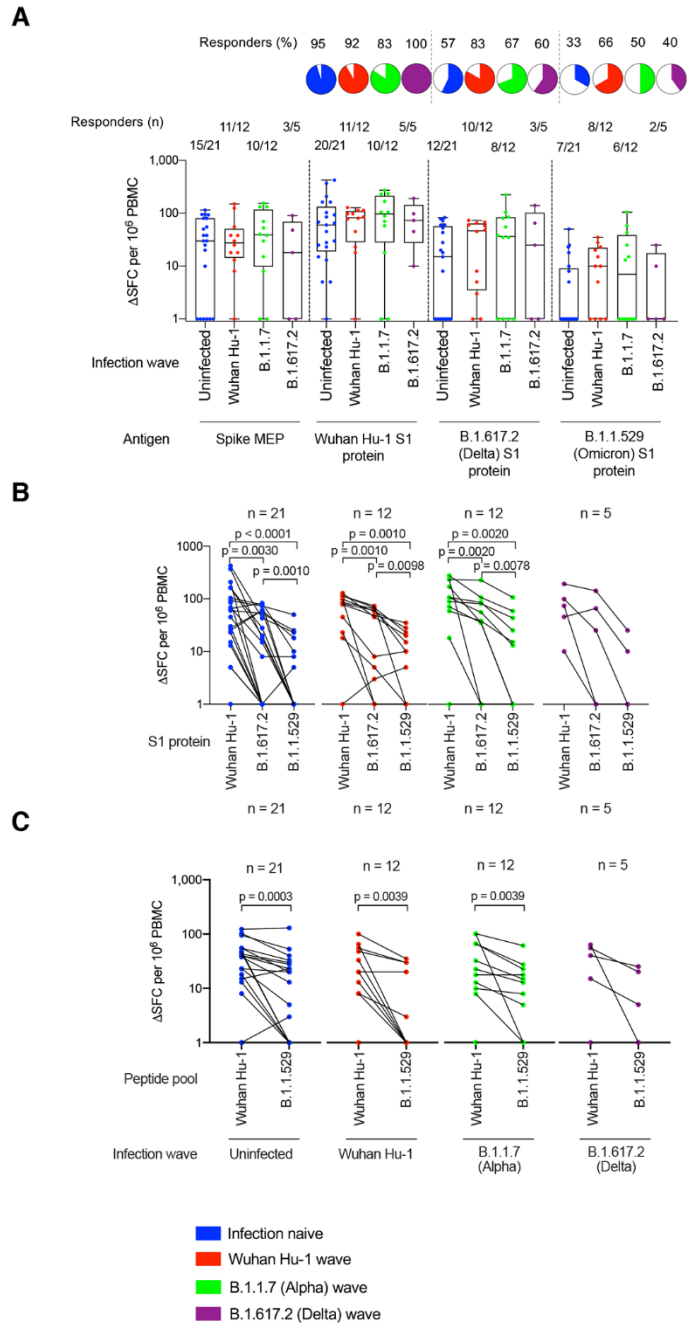 A
Responders (%)
95 92 83 100 57 83 67 60 33 66 50 40
Responders (n)
11/12 3/5 11/12 5/5 10/12 3/5 8/12 2/5
15/21 10/12 20/21 10/12 12/21 8/12 7/21 6/12
1,000
100
10
1
ΔSFC per 10⁶ PBMC
Infection wave
Uninfected Wuhan Hu-1 B.1.1.7 B.1.617.2 Uninfected Wuhan Hu-1 B.1.1.7 B.1.617.2 Uninfected Wuhan Hu-1 B.1.1.7 B.1.617.2 Uninfected Wuhan Hu-1 B.1.1.7 B.1.617.2
Antigen
Spike MEP
Wuhan Hu-1 S1
protein
B.1.617.2
(Delta) S1
protein
B.1.1.529
(Omicron) S1
protein
B
n = 21 n = 12 n = 12 n = 5
p < 0.0001 p = 0.0010 p = 0.0020
p = 0.0030 p = 0.0010 p = 0.0020
p = 0.0010 p = 0.0098 p = 0.0078
1000
100
10
1
ΔSFC per 10⁶ PBMC
S1 protein
Wuhan Hu-1 B.1.617.2 B.1.1.529 Wuhan Hu-1 B.1.617.2 B.1.1.529 Wuhan Hu-1 B.1.617.2 B.1.1.529 Wuhan Hu-1 B.1.617.2 B.1.1.529
n = 21 n = 12 n = 12 n = 5
C
n = 21 n = 12 n = 12 n = 5
p = 0.0003 p = 0.0039 p = 0.0039
1,000
100
10
1
ΔSFC per 10⁶ PBMC
Peptide pool
Wuhan Hu-1 B.1.1.529 Wuhan Hu-1 B.1.1.529 Wuhan Hu-1 B.1.1.529 Wuhan Hu-1 B.1.1.529
Infection wave
Uninfected
Wuhan Hu-1
B.1.1.7
(Alpha)
B.1.617.2
(Delta)
Infection naive
Wuhan Hu-1 wave
B.1.1.7 (Alpha) wave
B.1.617.2 (Delta) wave